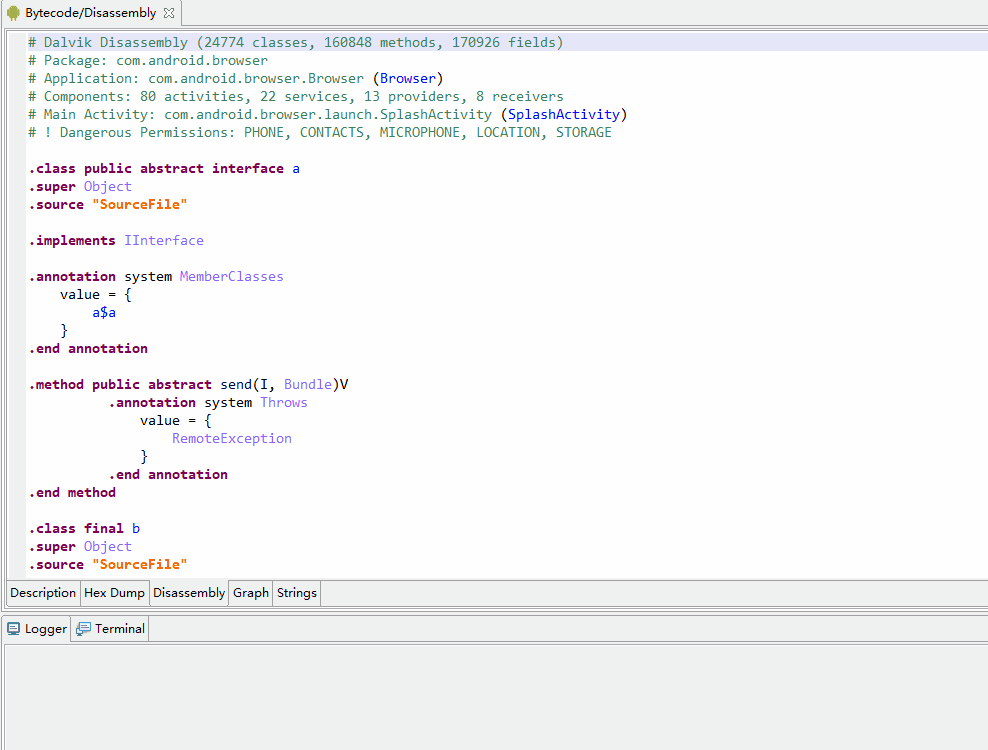 Bytecode/Disassembly
# Dalvik Disassembly (24774 classes, 160848 methods, 170926 fields)
# Package: com.android.browser
# Application: com.android.browser.Browser (Browser)
# Components: 80 activities, 22 services, 13 providers, 8 receivers
# Main Activity: com.android.browser.launch.SplashActivity (SplashActivity)
# ! Dangerous Permissions: PHONE, CONTACTS, MICROPHONE, LOCATION, STORAGE
.class public abstract interface a
.super Object
.source "SourceFile"
.implements IInterface
.annotation system MemberClasses
value = {
a$a
}
.end annotation
.method public abstract send(I, Bundle)V
.annotation system Throws
value = {
RemoteException
}
.end annotation
.end method
.class final b
.super Object
.source "SourceFile"
Description Hex Dump Disassembly Graph Strings
Logger Terminal